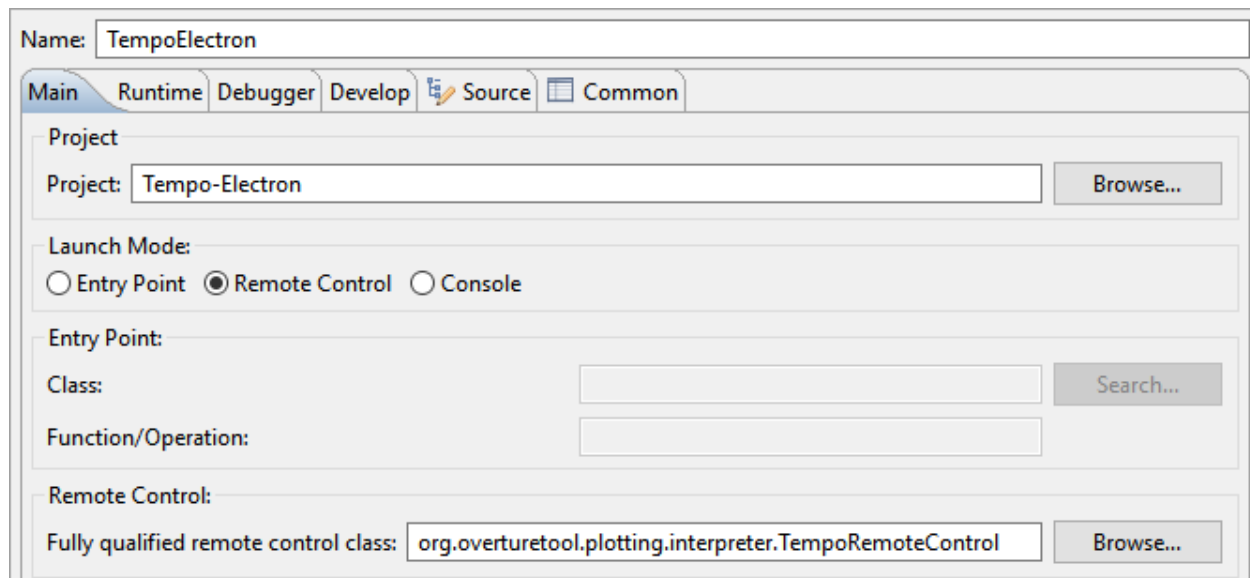 Name: TempoElectron
Main Runtime Debugger Develop Source Common
Project
Project: Tempo-Electron Browse...
Launch Mode:
Entry Point Remote Control Console
Entry Point:
Class: Search...
Function/Operation:
Remote Control:
Fully qualified remote control class: org.overturetool.plotting.interpreter.TempoRemoteControl Browse...